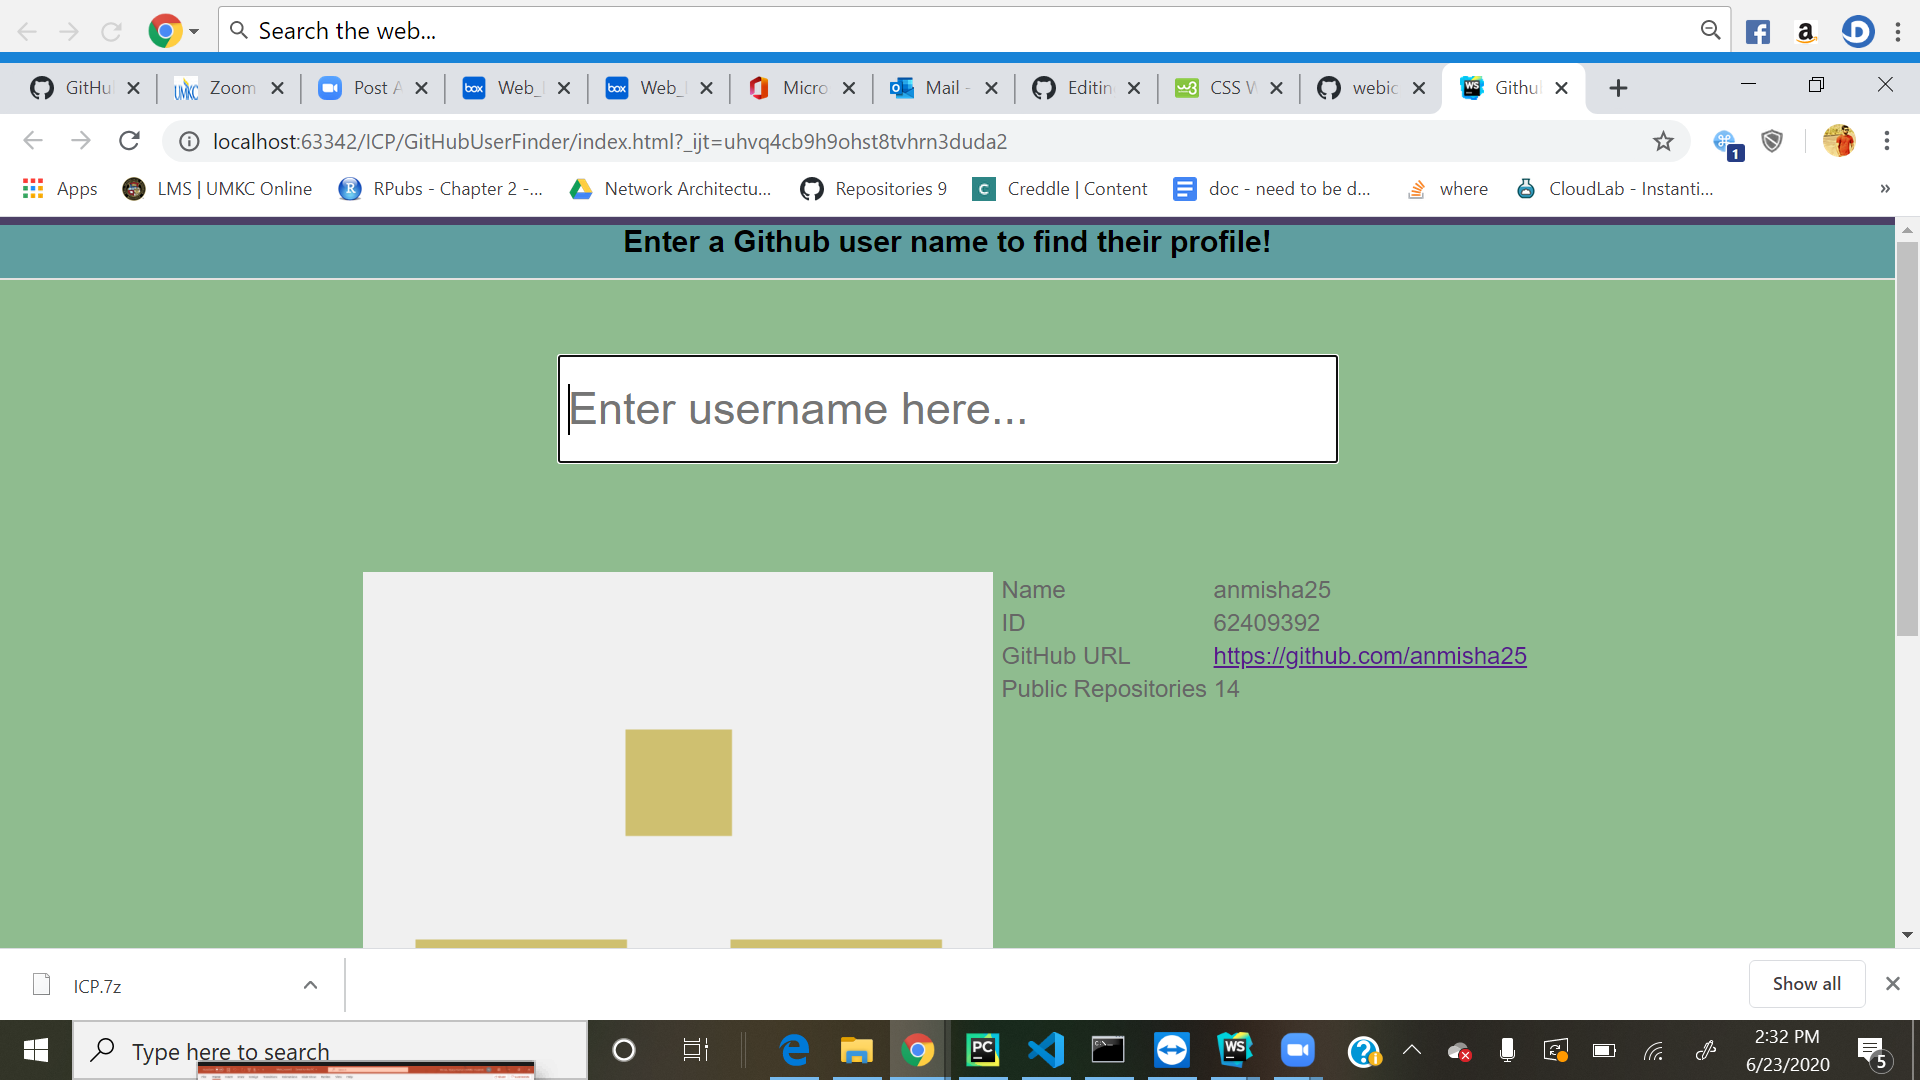 Search the web...
GitHu
Zoom
Post A
Web_
Web_
Micro
Mail -
Editin
CSS W
webic
Githu
localhost:63342/ICP/GitHubUserFinder/index.html?_ijt=uhvq4cb9h9ohst8tvhrn3duda2
1
Apps
LMS | UMKC Online
RPubs - Chapter 2 -...
Network Architectu...
Repositories 9
Creddle | Content
doc - need to be d...
where
CloudLab - Instanti...
»
Enter a Github user name to find their profile!
Enter username here...
Name anmisha25
ID 62409392
GitHub URL https://github.com/anmisha25
Public Repositories 14
ICP.7z
Show all
Type here to search
2:32 PM
6/23/2020
5